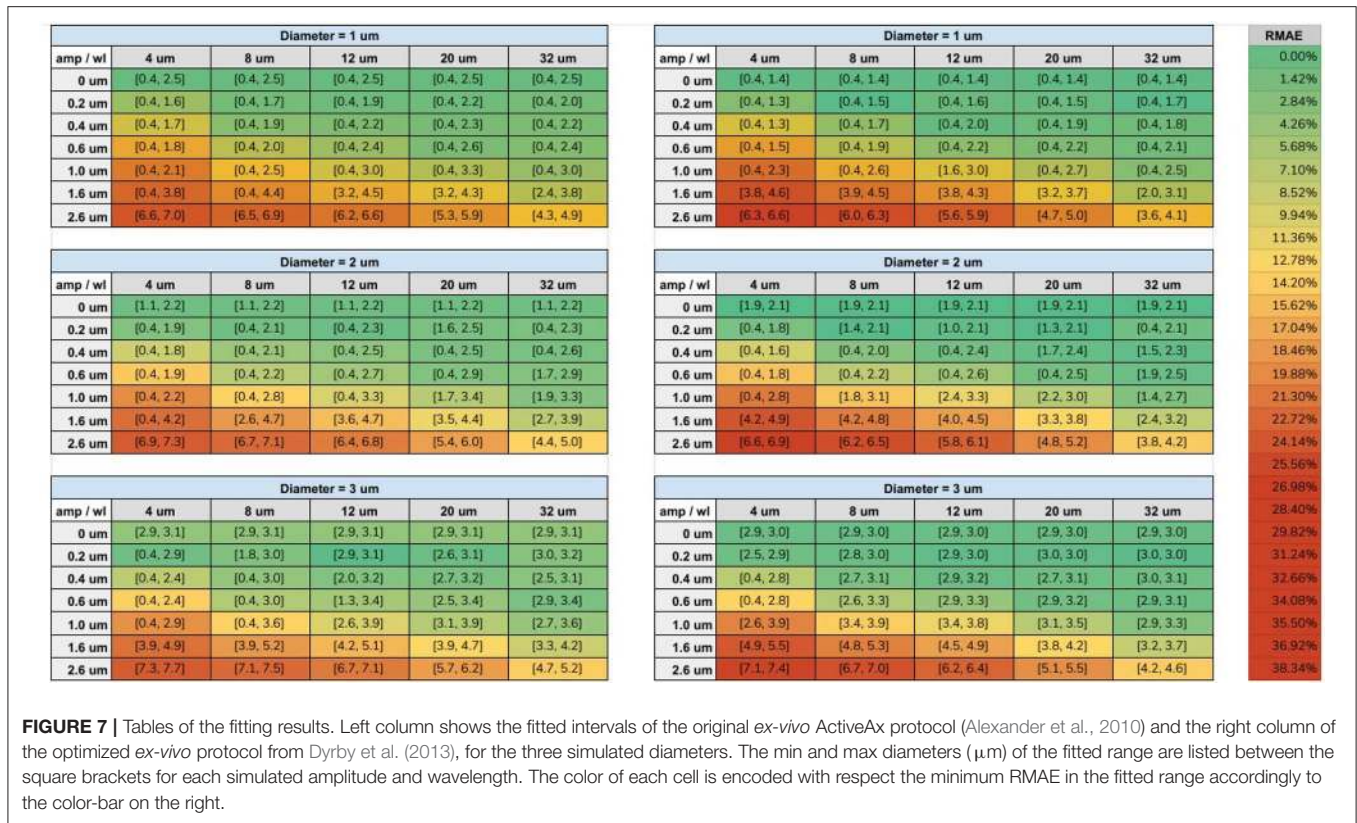 Diameter = 1 um
amp / wl 4 um 8 um 12 um 20 um 32 um
0 um [0.4, 2.5] [0.4, 2.5] [0.4, 2.5] [0.4, 2.5] [0.4, 2.5]
0.2 um [0.4, 1.6] [0.4, 1.7] [0.4, 1.9] [0.4, 2.2] [0.4, 2.0]
0.4 um [0.4, 1.7] [0.4, 1.9] [0.4, 2.2] [0.4, 2.3] [0.4, 2.2]
0.6 um [0.4, 1.8] [0.4, 2.0] [0.4, 2.4] [0.4, 2.6] [0.4, 2.4]
1.0 um [0.4, 2.1] [0.4, 2.5] [0.4, 3.0] [0.4, 3.3] [0.4, 3.0]
1.6 um [0.4, 3.8] [0.4, 4.4] [3.2, 4.5] [3.2, 4.3] [2.4, 3.8]
2.6 um [6.6, 7.0] [6.5, 6.9] [6.2, 6.6] [5.3, 5.9] [4.3, 4.9]
Diameter = 2 um
amp / wl 4 um 8 um 12 um 20 um 32 um
0 um [1.1, 2.2] [1.1, 2.2] [1.1, 2.2] [1.1, 2.2] [1.1, 2.2]
0.2 um [0.4, 1.9] [0.4, 2.1] [0.4, 2.3] [1.6, 2.5] [0.4, 2.3]
0.4 um [0.4, 1.8] [0.4, 2.1] [0.4, 2.5] [0.4, 2.5] [0.4, 2.6]
0.6 um [0.4, 1.9] [0.4, 2.2] [0.4, 2.7] [0.4, 2.9] [1.7, 2.9]
1.0 um [0.4, 2.2] [0.4, 2.8] [0.4, 3.3] [1.7, 3.4] [1.9, 3.3]
1.6 um [0.4, 4.2] [2.6, 4.7] [3.6, 4.7] [3.5, 4.4] [2.7, 3.9]
2.6 um [6.9, 7.3] [6.7, 7.1] [6.4, 6.8] [5.4, 6.0] [4.4, 5.0]
Diameter = 3 um
amp / wl 4 um 8 um 12 um 20 um 32 um
0 um [2.9, 3.1] [2.9, 3.1] [2.9, 3.1] [2.9, 3.1] [2.9, 3.1]
0.2 um [0.4, 2.9] [1.8, 3.0] [2.9, 3.1] [2.6, 3.1] [3.0, 3.2]
0.4 um [0.4, 2.4] [0.4, 3.0] [2.0, 3.2] [2.7, 3.2] [2.5, 3.1]
0.6 um [0.4, 2.4] [0.4, 3.0] [1.3, 3.4] [2.5, 3.4] [2.9, 3.4]
1.0 um [0.4, 2.9] [0.4, 3.6] [2.6, 3.9] [3.1, 3.9] [2.7, 3.6]
1.6 um [3.9, 4.9] [3.9, 5.2] [4.2, 5.1] [3.9, 4.7] [3.3, 4.2]
2.6 um [7.3, 7.7] [7.1, 7.5] [6.7, 7.1] [5.7, 6.2] [4.7, 5.2]
Diameter = 1 um
amp / wl 4 um 8 um 12 um 20 um 32 um
0 um [0.4, 1.4] [0.4, 1.4] [0.4, 1.4] [0.4, 1.4] [0.4, 1.4]
0.2 um [0.4, 1.3] [0.4, 1.5] [0.4, 1.6] [0.4, 1.5] [0.4, 1.7]
0.4 um [0.4, 1.3] [0.4, 1.7] [0.4, 2.0] [0.4, 1.9] [0.4, 1.8]
0.6 um [0.4, 1.5] [0.4, 1.9] [0.4, 2.2] [0.4, 2.2] [0.4, 2.1]
1.0 um [0.4, 2.3] [0.4, 2.6] [1.6, 3.0] [0.4, 2.7] [0.4, 2.5]
1.6 um [3.8, 4.6] [3.9, 4.5] [3.8, 4.3] [3.2, 3.7] [2.0, 3.1]
2.6 um [6.3, 6.6] [6.0, 6.3] [5.6, 5.9] [4.7, 5.0] [3.6, 4.1]
Diameter = 2 um
amp / wl 4 um 8 um 12 um 20 um 32 um
0 um [1.9, 2.1] [1.9, 2.1] [1.9, 2.1] [1.9, 2.1] [1.9, 2.1]
0.2 um [0.4, 1.8] [1.4, 2.1] [1.0, 2.1] [1.3, 2.1] [0.4, 2.1]
0.4 um [0.4, 1.6] [0.4, 2.0] [0.4, 2.4] [1.7, 2.4] [1.5, 2.3]
0.6 um [0.4, 1.8] [0.4, 2.2] [0.4, 2.6] [0.4, 2.5] [1.9, 2.5]
1.0 um [0.4, 2.8] [1.8, 3.1] [2.4, 3.3] [2.2, 3.0] [1.4, 2.7]
1.6 um [4.2, 4.9] [4.2, 4.8] [4.0, 4.5] [3.3, 3.8] [2.4, 3.2]
2.6 um [6.6, 6.9] [6.2, 6.5] [5.8, 6.1] [4.8, 5.2] [3.8, 4.2]
Diameter = 3 um
amp / wl 4 um 8 um 12 um 20 um 32 um
0 um [2.9, 3.0] [2.9, 3.0] [2.9, 3.0] [2.9, 3.0] [2.9, 3.0]
0.2 um [2.5, 2.9] [2.8, 3.0] [2.9, 3.0] [3.0, 3.0] [3.0, 3.0]
0.4 um [0.4, 2.8] [2.7, 3.1] [2.9, 3.2] [2.7, 3.1] [3.0, 3.1]
0.6 um [0.4, 2.8] [2.6, 3.3] [2.9, 3.3] [2.9, 3.2] [2.9, 3.1]
1.0 um [2.6, 3.9] [3.4, 3.9] [3.4, 3.8] [3.1, 3.5] [2.9, 3.3]
1.6 um [4.9, 5.5] [4.8, 5.3] [4.5, 4.9] [3.8, 4.2] [3.2, 3.7]
2.6 um [7.1, 7.4] [6.7, 7.0] [6.2, 6.4] [5.1, 5.5] [4.2, 4.6]
RMAE
0.00%
1.42%
2.84%
4.26%
5.68%
7.10%
8.52%
9.94%
11.36%
12.78%
14.20%
15.62%
17.04%
18.46%
19.88%
21.30%
22.72%
24.14%
25.56%
26.98%
28.40%
29.82%
31.24%
32.66%
34.08%
35.50%
36.92%
38.34%
FIGURE 7 | Tables of the fitting results. Left column shows the fitted intervals of the original ex-vivo ActiveAx protocol (Alexander et al., 2010) and the right column of
the optimized ex-vivo protocol from Dyrby et al. (2013), for the three simulated diameters. The min and max diameters (μm) of the fitted range are listed between the
square brackets for each simulated amplitude and wavelength. The color of each cell is encoded with respect the minimum RMAE in the fitted range accordingly to
the color-bar on the right.